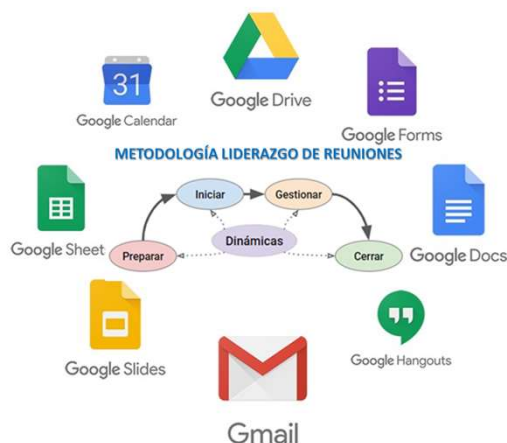 31
Google Calendar
Google Drive
Google Forms
METODOLOGÍA LIDERAZGO DE REUNIONES
Iniciar
Gestionar
Google Sheet
Dinámicas
Google Docs
Preparar
Cerrar
Google Slides
Google Hangouts
Gmail